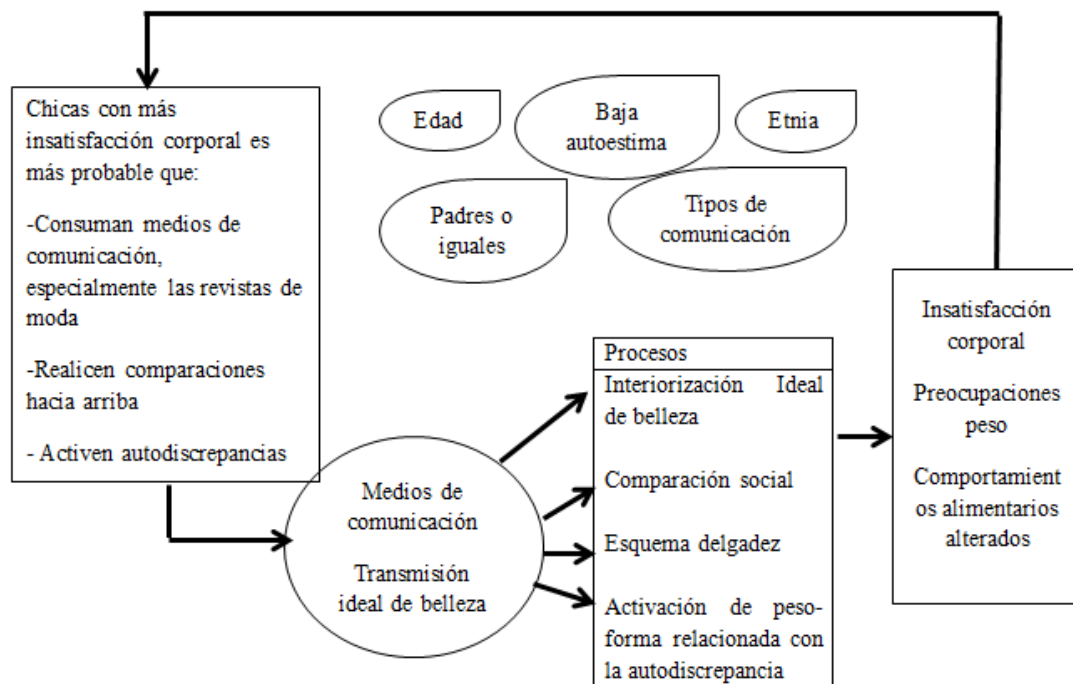 Chicas con más
insatisfacción corporal es
más probable que:
-Consuman medios de
comunicación,
especialmente las revistas de
moda
-Realicen comparaciones
hacia arriba
- Activen autodiscrepancias
Edad
Baja
autoestima
Etnia
Padres o
iguales
Tipos de
comunicación
Medios de
comunicación
Transmisión
ideal de belleza
Procesos
Interiorización Ideal
de belleza
Comparación social
Esquema delgadez
Activación de peso-
forma relacionada con
la autodiscrepancia
Insatisfacción
corporal
Preocupaciones
peso
Comportamient
os alimentarios
alterados